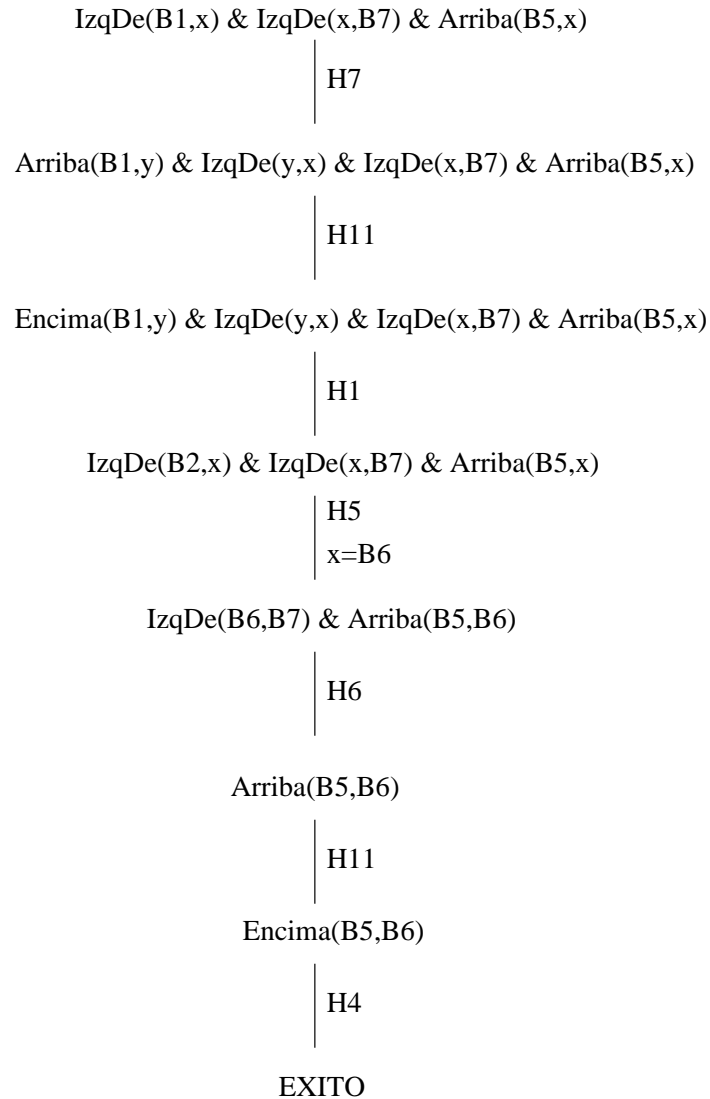 IzqDe(B1,x) & IzqDe(x,B7) & Arriba(B5,x)
H7
Arriba(B1,y) & IzqDe(y,x) & IzqDe(x,B7) & Arriba(B5,x)
H11
Encima(B1,y) & IzqDe(y,x) & IzqDe(x,B7) & Arriba(B5,x)
H1
IzqDe(B2,x) & IzqDe(x,B7) & Arriba(B5,x)
H5
x=B6
IzqDe(B6,B7) & Arriba(B5,B6)
H6
Arriba(B5,B6)
H11
Encima(B5,B6)
H4
EXITO